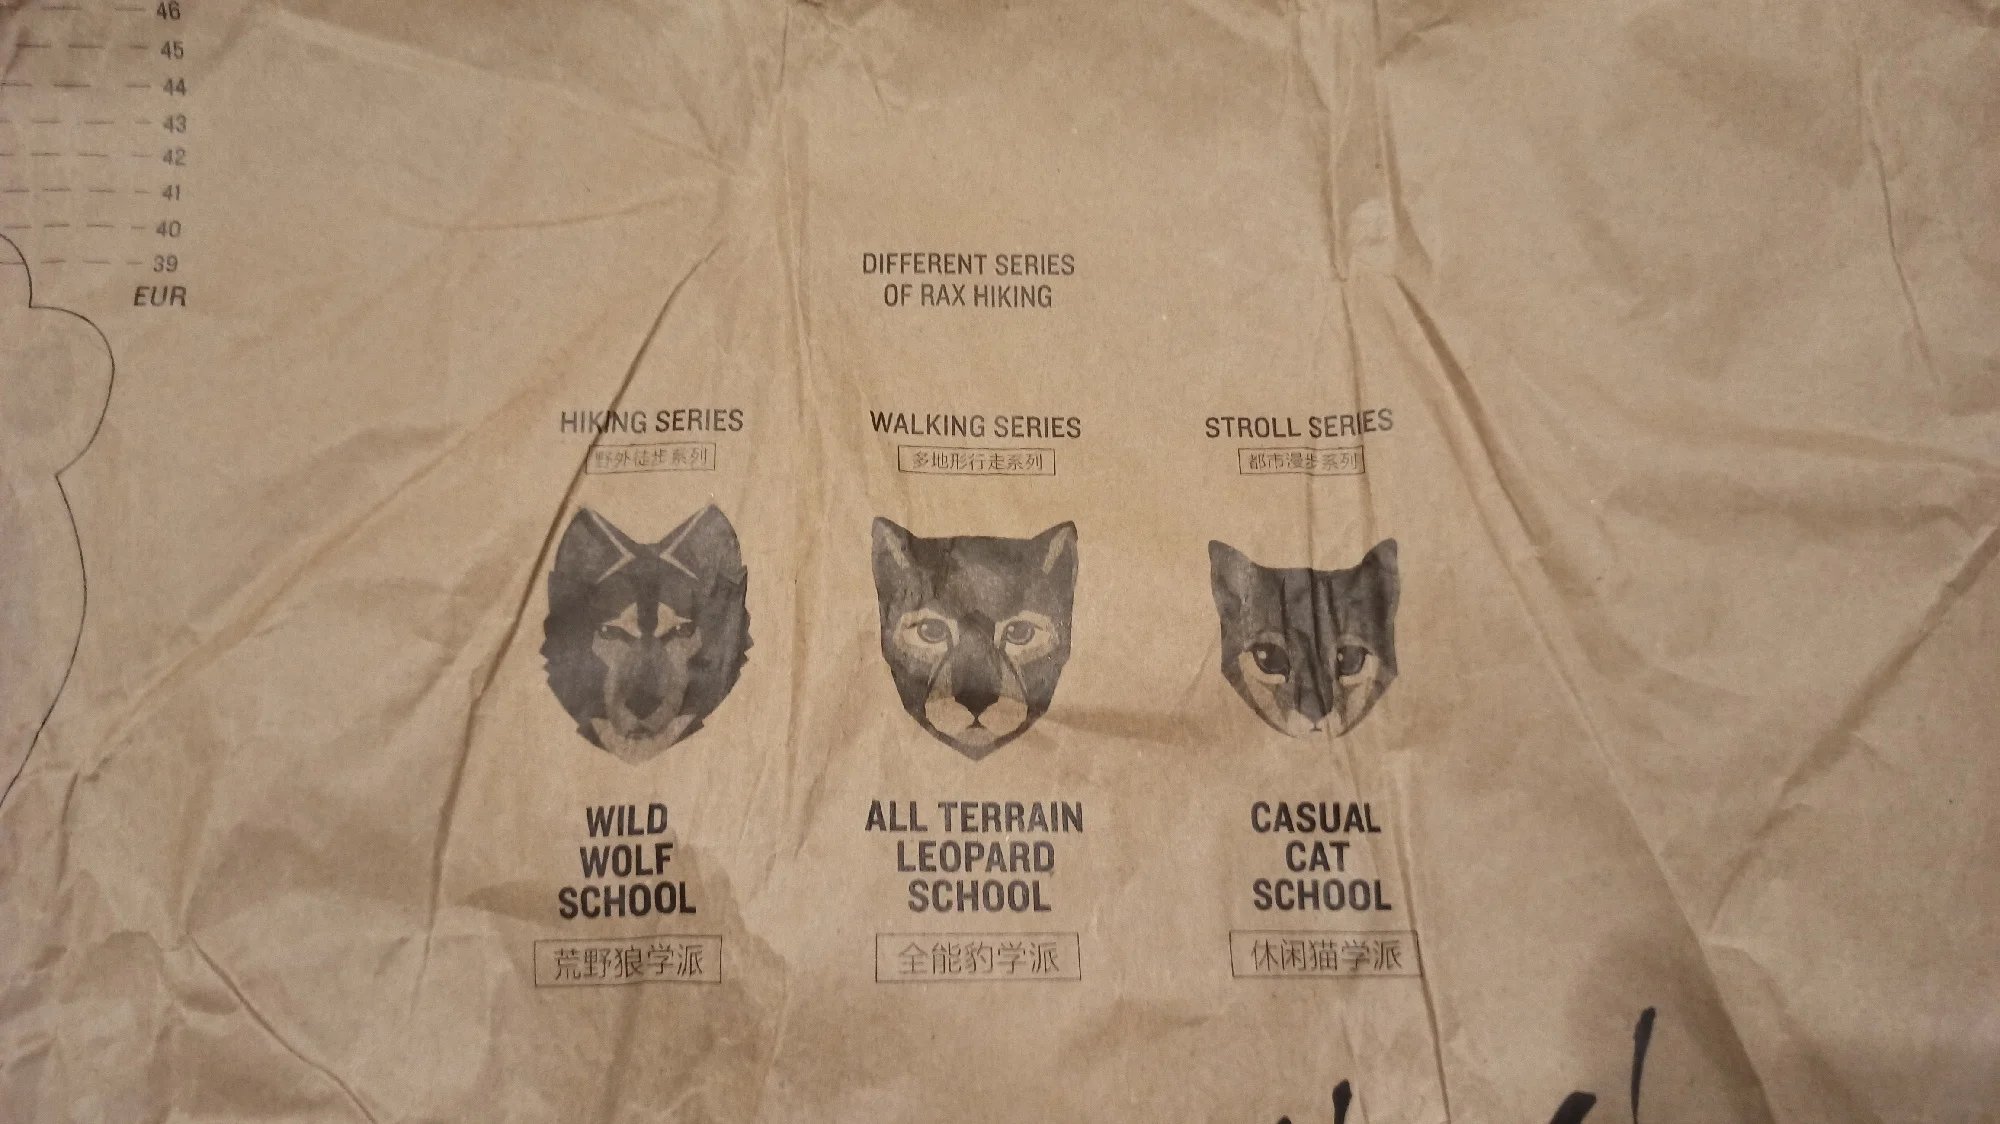 46
45
44
43
42
41
40
39
EUR
DIFFERENT SERIES
OF RAX HIKING
HIKING SERIES
野外徒步系列
WALKING SERIES
多地形行走系列
STROLL SERIES
都市漫步系列
WILD
WOLF
SCHOOL
荒野狼学派
ALL TERRAIN
LEOPARD
SCHOOL
全能豹学派
CASUAL
CAT
SCHOOL
休闲猫学派